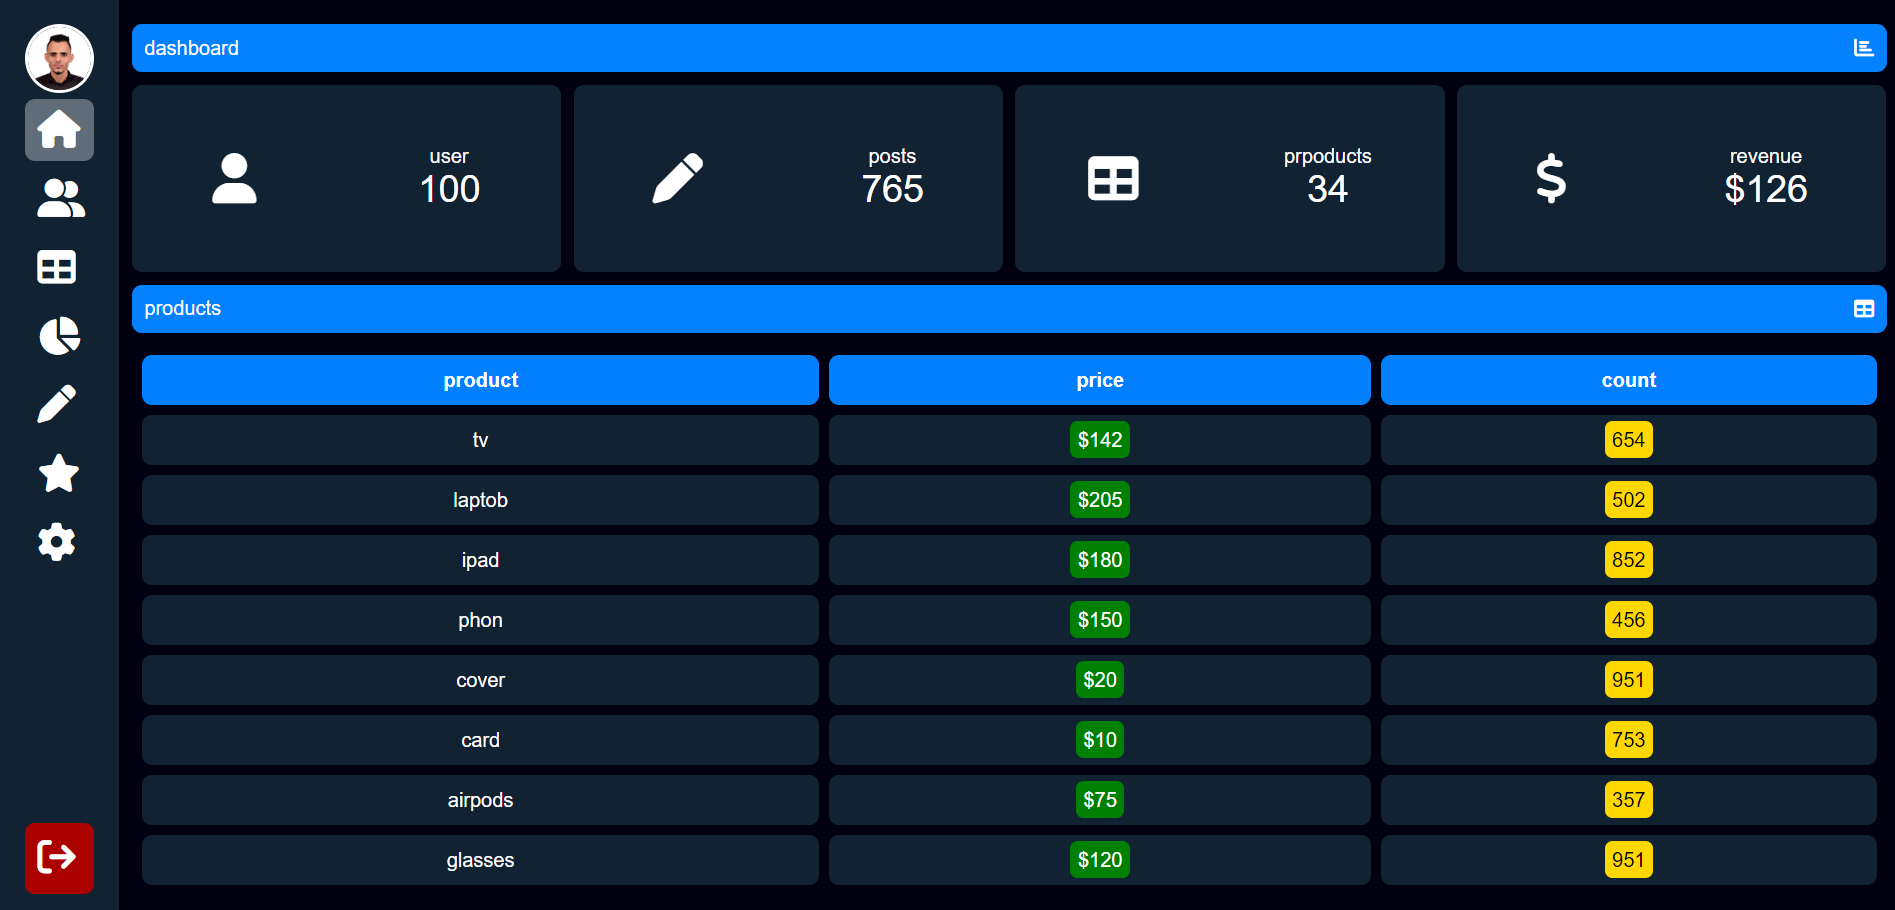 dashboard
user
100
posts
765
prpoducts
34
revenue
$126
products
product price count
tv $142 654
laptob $205 502
ipad $180 852
phon $150 456
cover $20 951
card $10 753
airpods $75 357
glasses $120 951